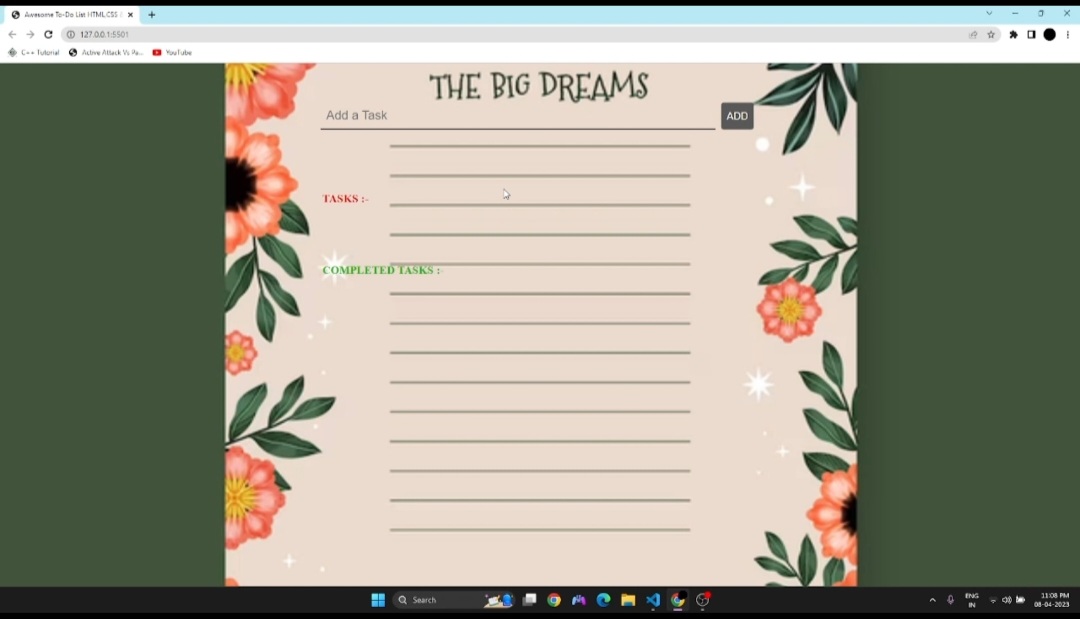 Awesome To-Do List HTML,CSS
127.0.0.1:5501
C++ Tutorial
Active Attack Vs Pa...
YouTube
THE BIG DREAMS
Add a Task
ADD
TASKS :-
COMPLETED TASKS :-
Search
ENG
IN
11:08 PM
08-04-2023